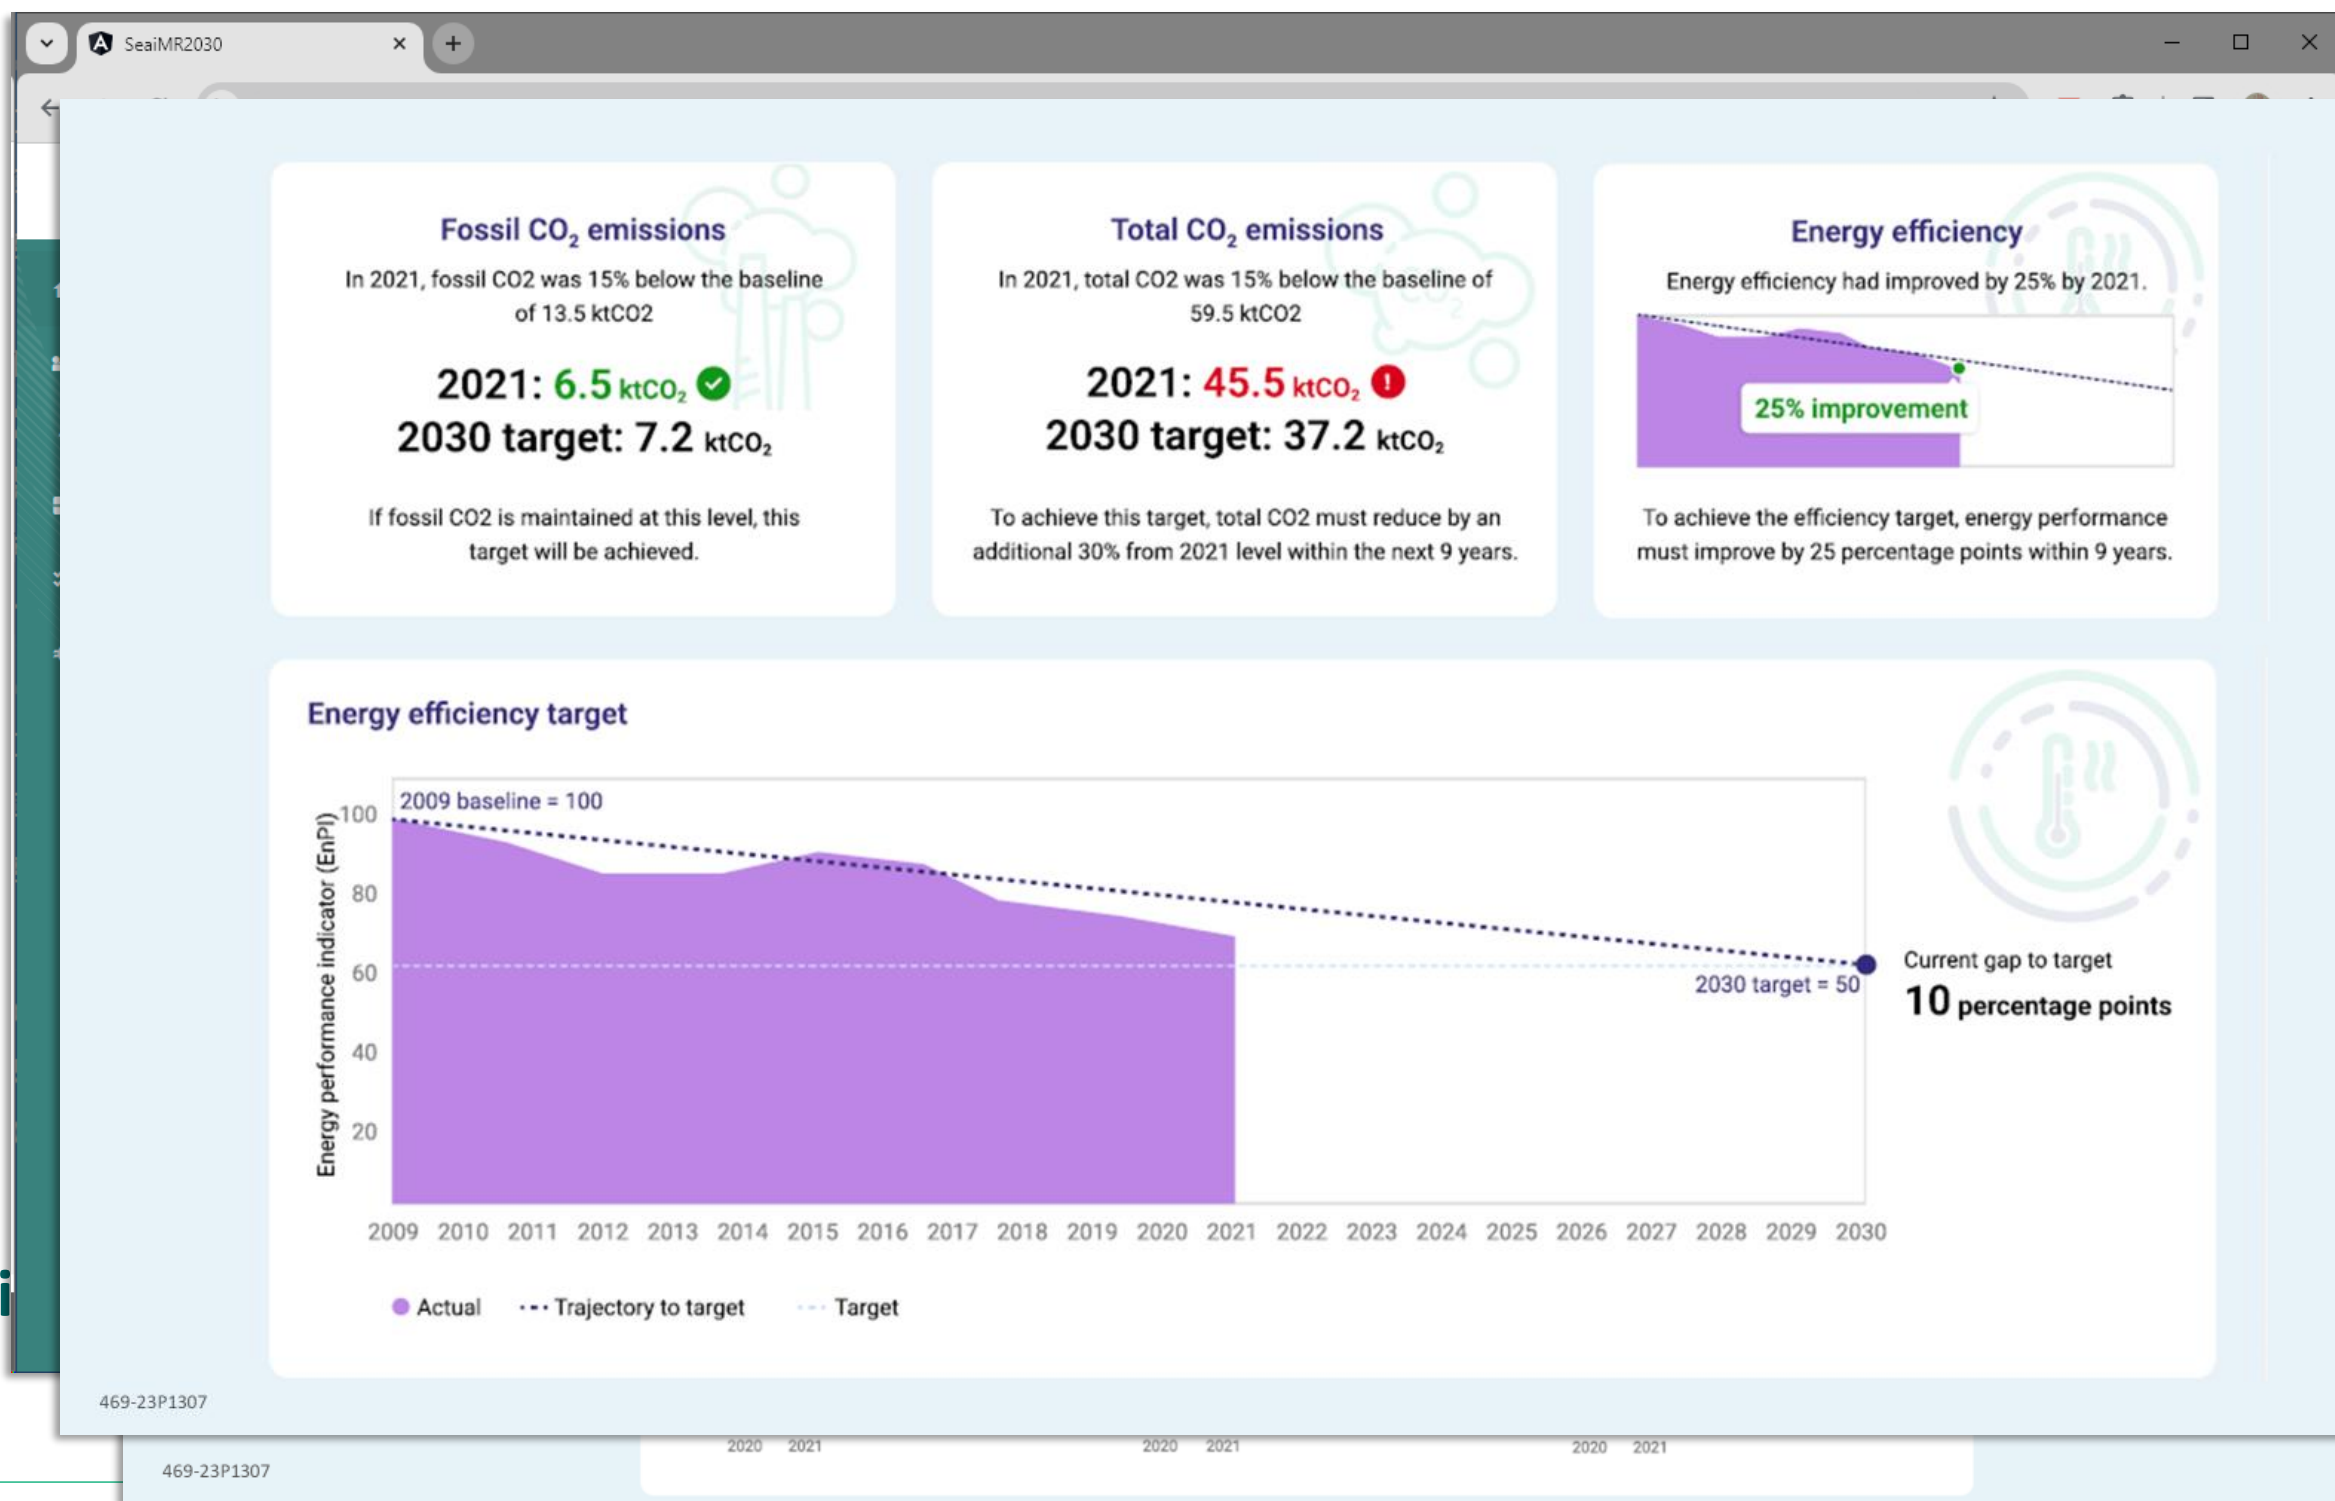 SeaiMR2030
Fossil CO₂ emissions
In 2021, fossil CO2 was 15% below the baseline
of 13.5 ktCO2
2021: 6.5 ktCO₂
2030 target: 7.2 ktCO₂
If fossil CO2 is maintained at this level, this
target will be achieved.
Total CO₂ emissions
In 2021, total CO2 was 15% below the baseline of
59.5 ktCO2
2021: 45.5 ktCO₂
2030 target: 37.2 ktCO₂
To achieve this target, total CO2 must reduce by an
additional 30% from 2021 level within the next 9 years.
CO₂
Energy efficiency
Energy efficiency had improved by 25% by 2021.
25% improvement
To achieve the efficiency target, energy performance
must improve by 25 percentage points within 9 years.
Energy efficiency target
Energy performance indicator (EnPI)
100
80
60
40
20
2009 baseline = 100
2030 target = 50
Current gap to target
10 percentage points
2009 2010 2011 2012 2013 2014 2015 2016 2017 2018 2019 2020 2021 2022 2023 2024 2025 2026 2027 2028 2029 2030
Actual Trajectory to target Target
i
469-23P1307
2020 2021 2020 2021 2020 2021
469-23P1307